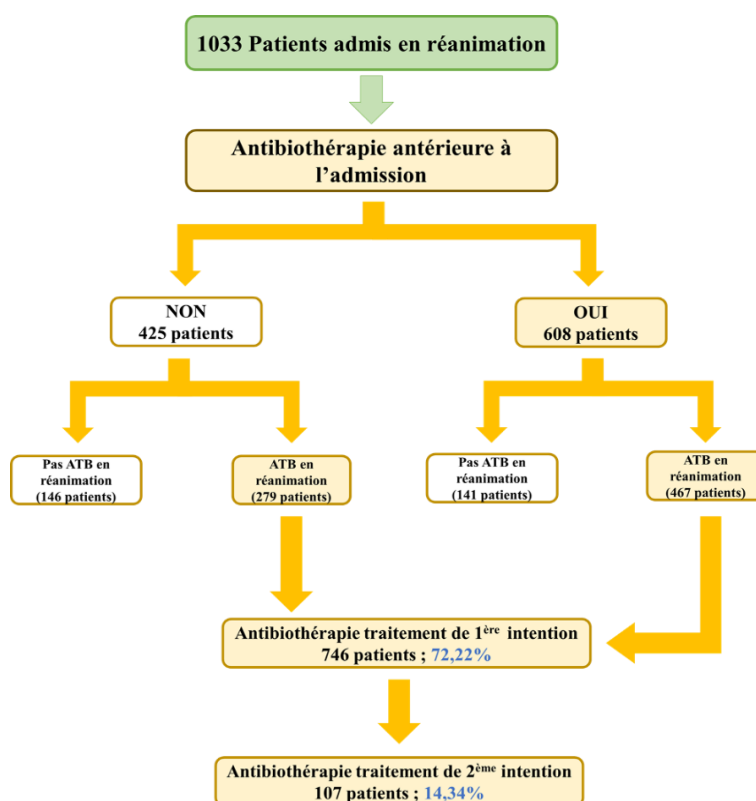 1033 Patients admis en réanimation
Antibiothérapie antérieure à
l'admission
NON
425 patients
OUI
608 patients
Pas ATB en
réanimation
(146 patients)
ATB en
réanimation
(279 patients)
Pas ATB en
réanimation
(141 patients)
ATB en
réanimation
(467 patients)
Antibiothérapie traitement de 1ère intention
746 patients ; 72,22%
Antibiothérapie traitement de 2ème intention
107 patients ; 14,34%